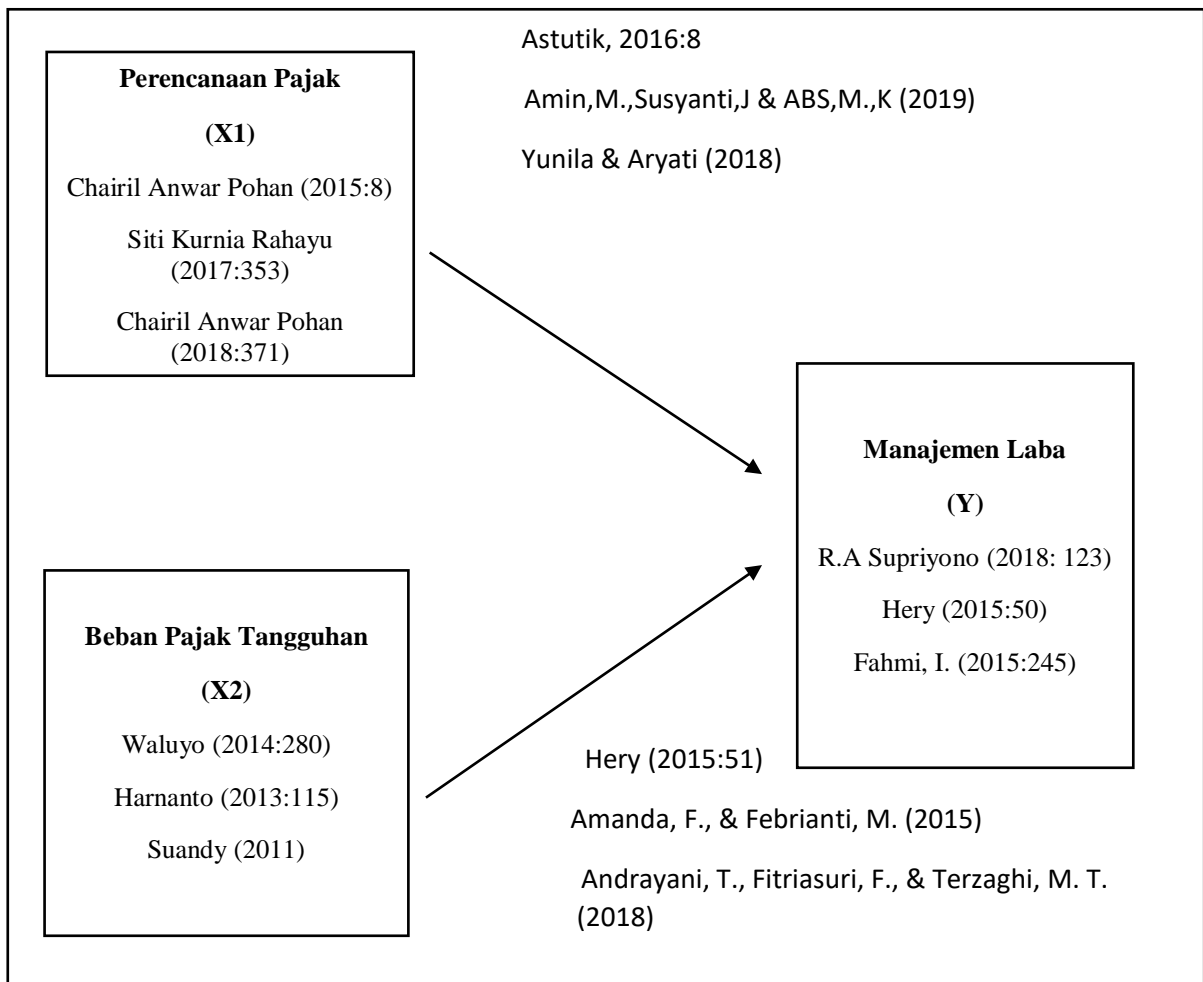 Astutik, 2016:8
Amin,M.,Susyanti,J & ABS,M.,K (2019)
Yunila & Aryati (2018)
Perencanaan Pajak
(X1)
Chairil Anwar Pohan (2015:8)
Siti Kurnia Rahayu
(2017:353)
Chairil Anwar Pohan
(2018:371)
Manajemen Laba
(Y)
R.A Supriyono (2018: 123)
Hery (2015:50)
Fahmi, I. (2015:245)
Beban Pajak Tangguhan
(X2)
Waluyo (2014:280)
Harnanto (2013:115)
Suandy (2011)
Hery (2015:51)
Amanda, F., & Febrianti, M. (2015)
Andrayani, T., Fitriasuri, F., & Terzaghi, M. T.
(2018)